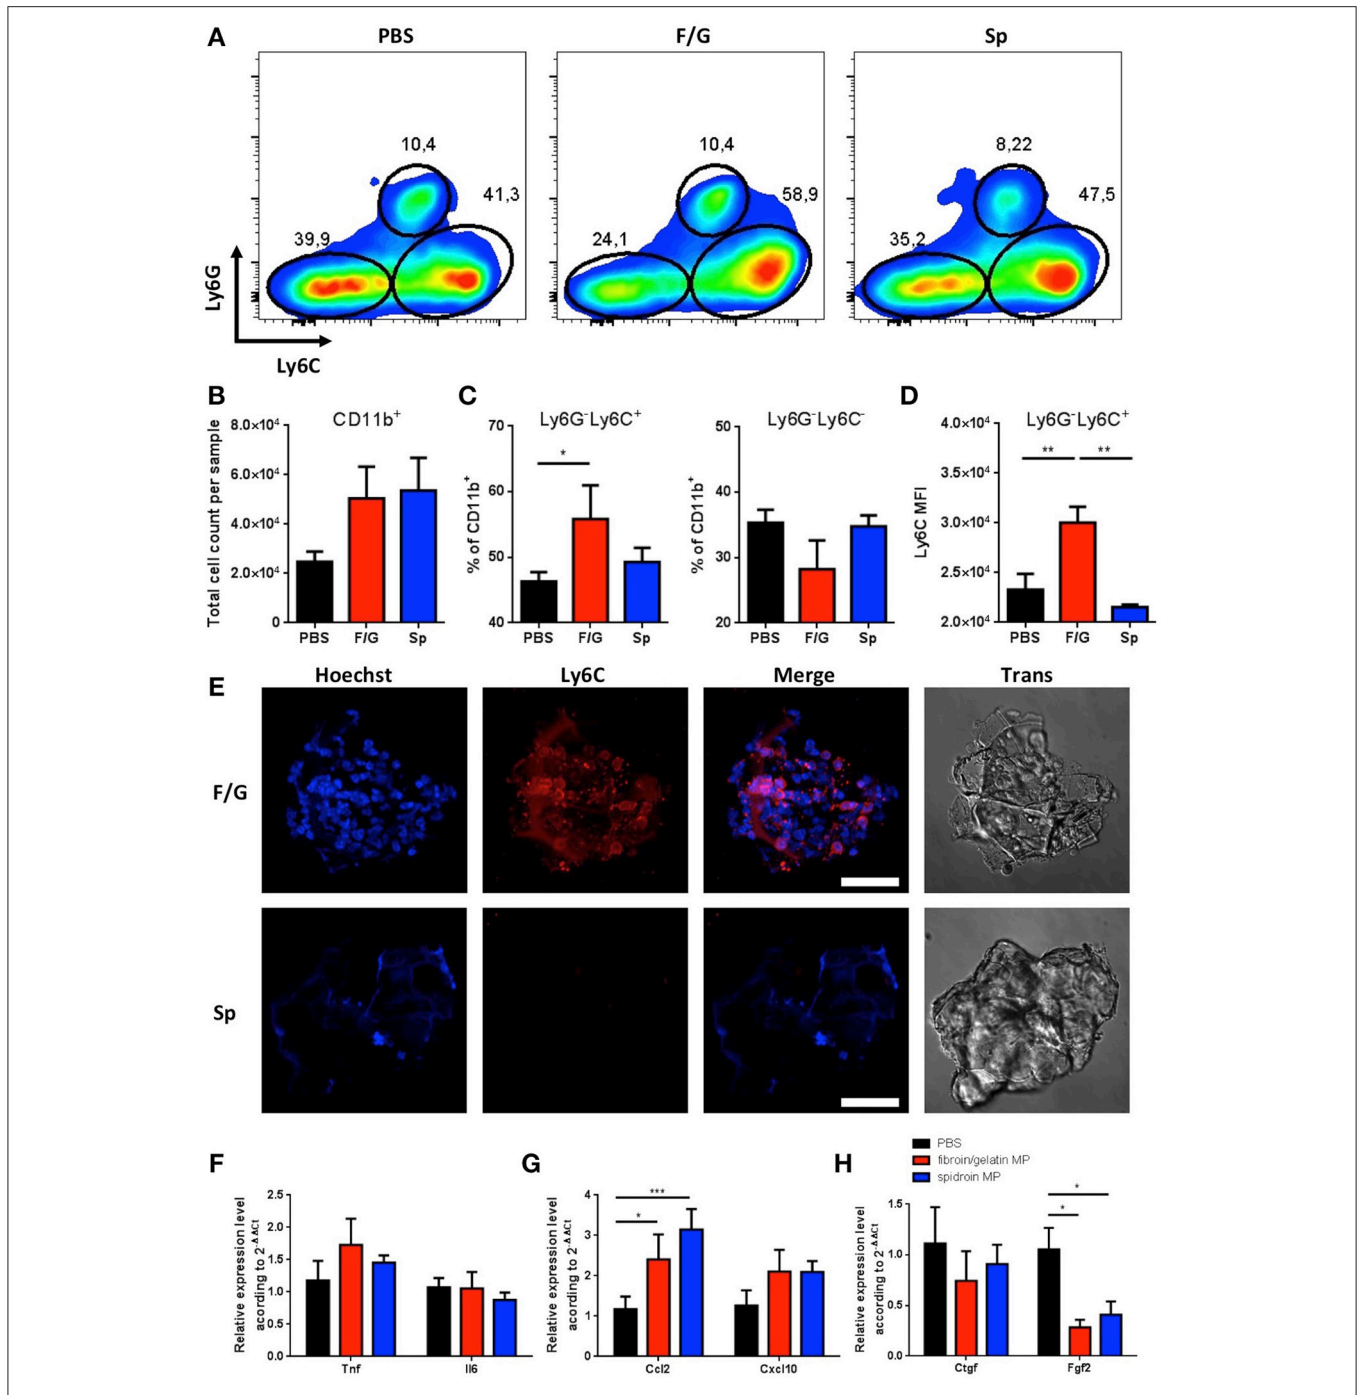 A
PBS
F/G
Sp
10,4
10,4
8,22
41,3
58,9
47,5
39,9
24,1
35,2
Ly6G
Ly6C
B
CD11b+
Total cell count per sample
8.0×10⁴
6.0×10⁴
4.0×10⁴
2.0×10⁴
0
PBS
F/G
Sp
C
Ly6G⁻Ly6C⁺
% of CD11b⁺
70
60
50
40
*
PBS
F/G
Sp
Ly6G⁻Ly6C⁻
% of CD11b⁺
50
40
30
20
PBS
F/G
Sp
D
Ly6G⁻Ly6C⁺
Ly6C MFI
4.0×10⁴
3.5×10⁴
3.0×10⁴
2.5×10⁴
2.0×10⁴
**
**
PBS
F/G
Sp
E
Hoechst
Ly6C
Merge
Trans
F/G
Sp
PBS
fibroin/gelatin MP
spidroin MP
F
Relative expression level
acording to 2⁻ΔΔCt
2.5
2.0
1.5
1.0
0.5
0.0
Tnf
Il6
G
Relative expression level
acording to 2⁻ΔΔCt
4
3
2
1
0
***
*
Ccl2
Cxcl10
H
Relative expression level
according to 2⁻ΔΔCt
1.5
1.0
0.5
0.0
*
*
Ctgf
Fgf2